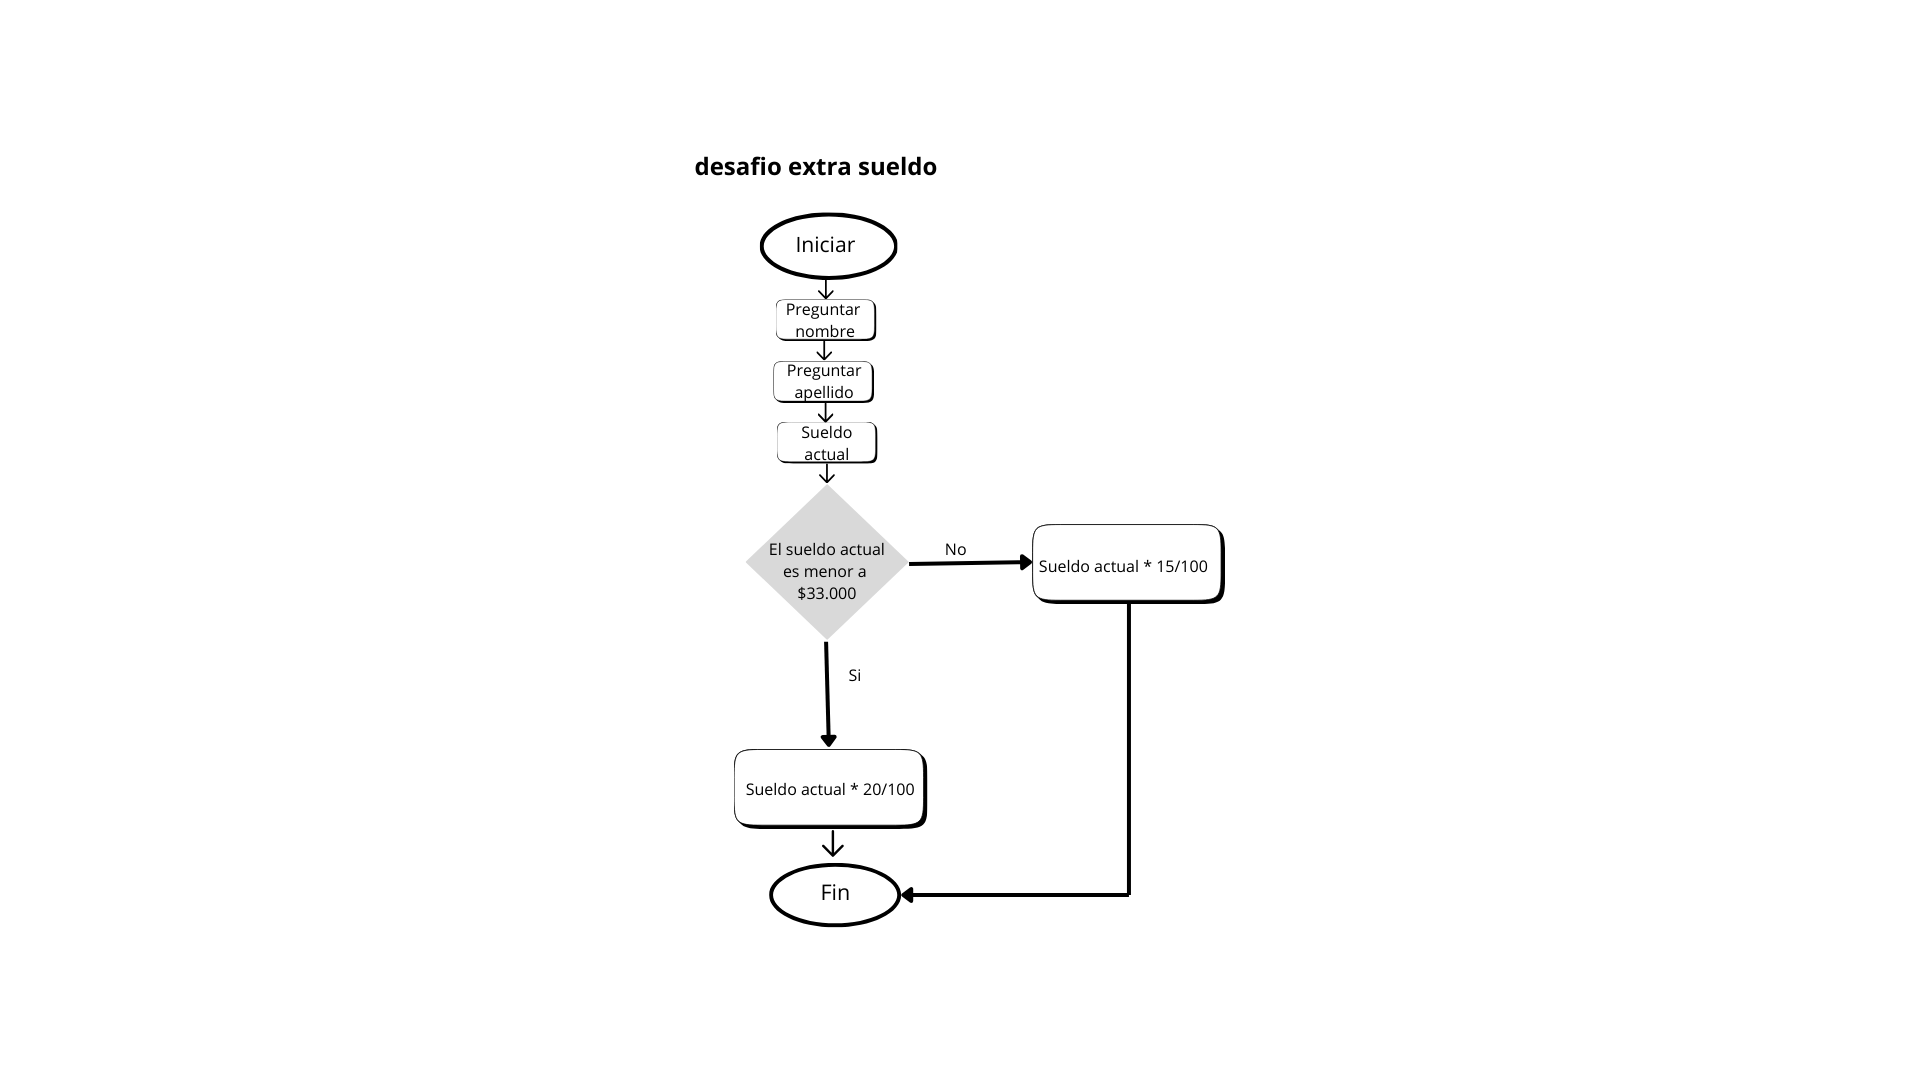 desafio extra sueldo
Iniciar
Preguntar
nombre
Preguntar
apellido
Sueldo
actual
El sueldo actual
es menor a
$33.000
No
Sueldo actual * 15/100
Si
Sueldo actual * 20/100
Fin